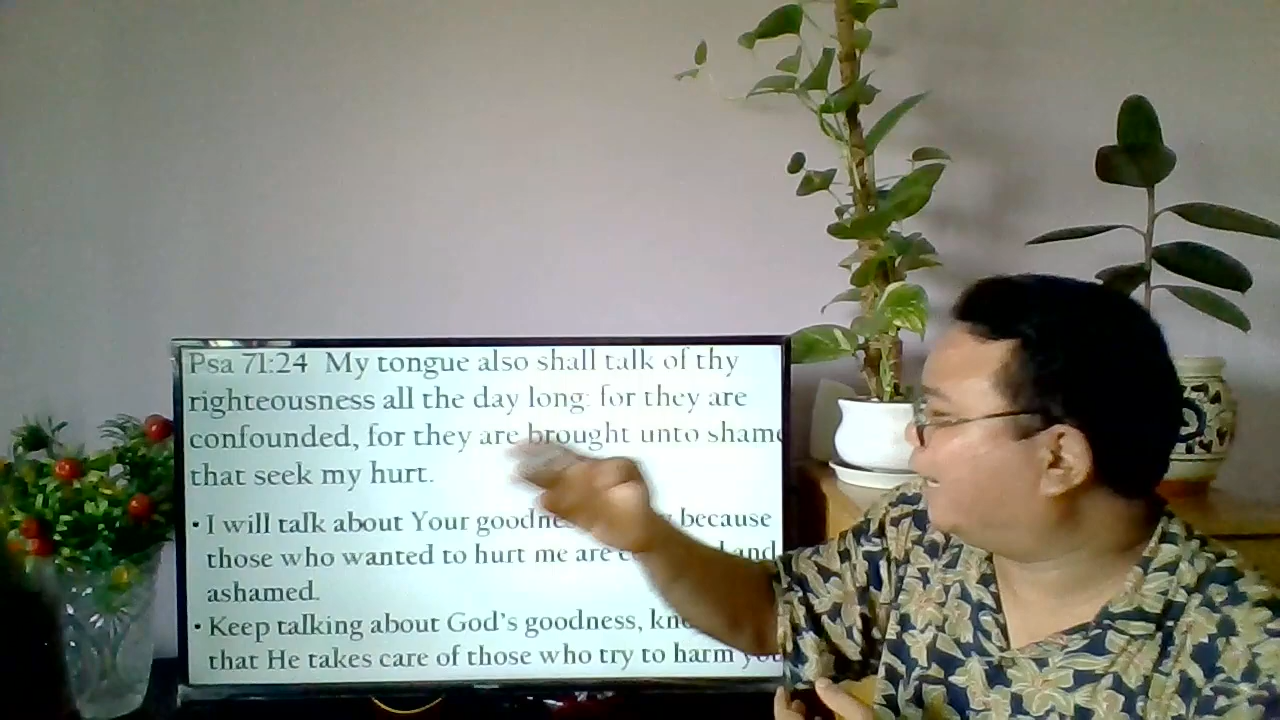 Psa 71:24 My tongue also shall talk of thy
righteousness all the day long: for they are
confounded, for they are brought unto shame
that seek my hurt.
• I will talk about Your because
those who wanted to hurt me are and
ashamed.
• Keep talking about God's goodness,
that He takes care of those who try to harm you